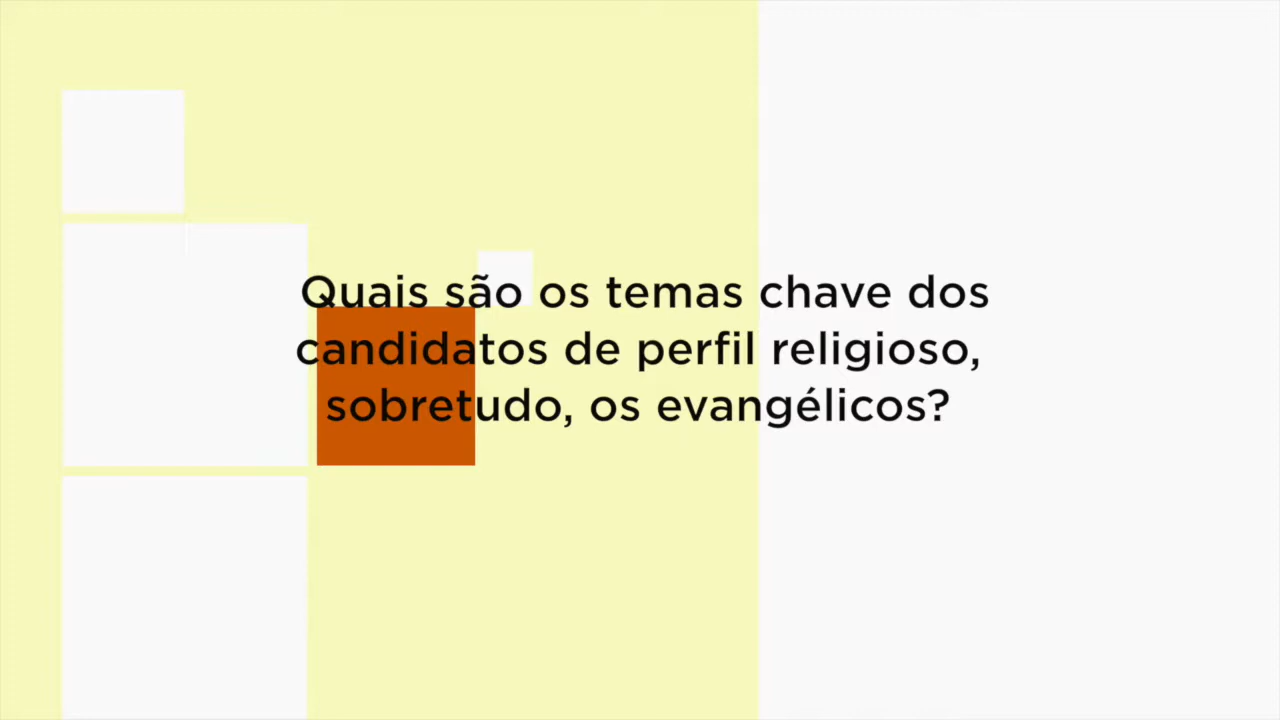 Quais são os temas chave dos
candidatos de perfil religioso,
sobretudo, os evangélicos?